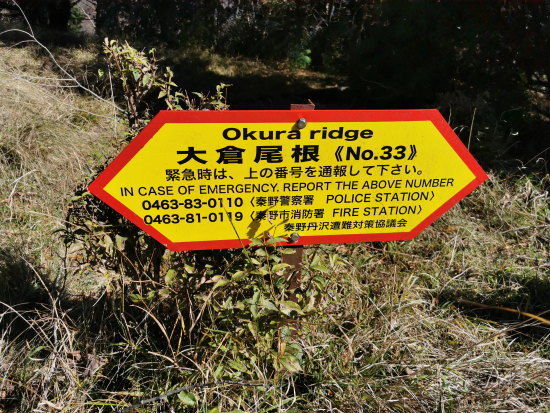 Okura ridge
大倉尾根《No.33》
緊急時は、上の番号を通報して下さい。
IN CASE OF EMERGENCY. REPORT THE ABOVE NUMBER
0463-83-0110〈秦野警察署 POLICE STATION〉
0463-81-0119〈秦野市消防署 FIRE STATION〉
秦野丹沢遭難対策協議会